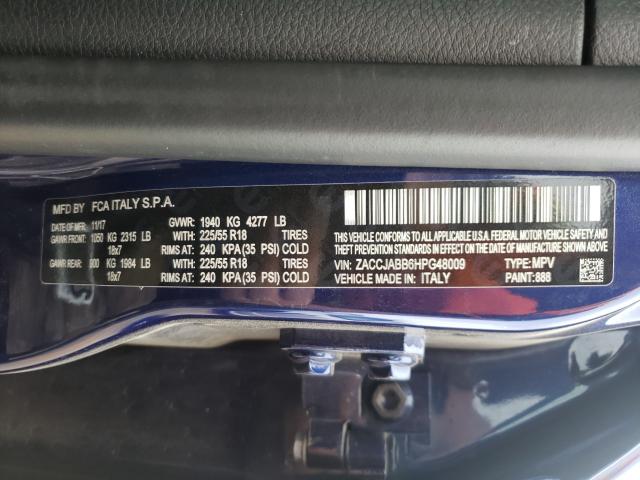 MFD BY FCA ITALY S.P.A.
DATE OF MFR: 11/17 GVWR: 1940 KG 4277 LB
GAWR FRONT: 1050 KG 2315 LB WITH 225/55 R18 TIRES
18x7 RIMS AT: 240 KPA(35 PSI) COLD
GAWR REAR: 900 KG 1984 LB WITH 225/55 R18 TIRES
18x7 RIMS AT: 240 KPA(35 PSI) COLD
THIS VEHICLE CONFORMS TO ALL APPLICABLE U.S.A. FEDERAL MOTOR VEHICLE SAFETY AND
THEFT PREVENTION STANDARDS IN EFFECT ON THE DATE OF MANUFACTURE SHOWN ABOVE.
VIN: ZACCJABB6HPG48009 TYPE: MPV
VEHICLE MADE IN: ITALY PAINT: 888